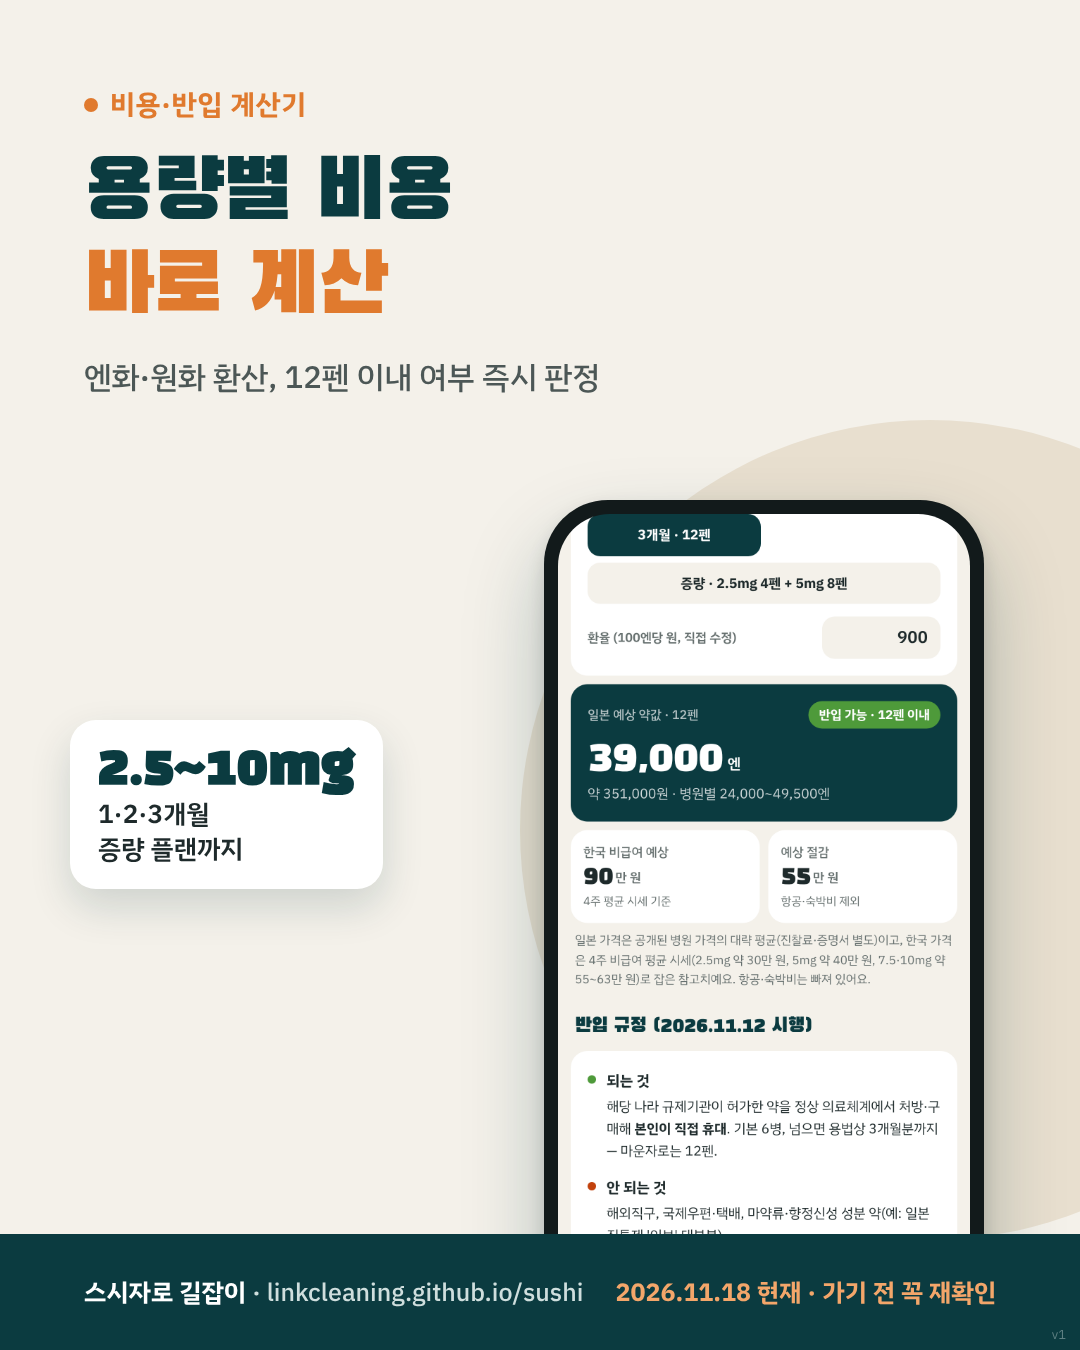 비용·반입 계산기
용량별 비용
바로 계산
엔화·원화 환산, 12펜 이내 여부 즉시 판정
3개월 · 12펜
증량 · 2.5mg 4펜 + 5mg 8펜
환율 (100엔당 원, 직접 수정)
900
일본 예상 약값 · 12펜
반입 가능 · 12펜 이내
39,000 엔
약 351,000원 · 병원별 24,000~49,500엔
2.5~10mg
1·2·3개월
증량 플랜까지
한국 비급여 예상
90만 원
4주 평균 시세 기준
예상 절감
55만 원
항공·숙박비 제외
일본 가격은 공개된 병원 가격의 대략 평균(진찰료·증명서 별도)이고, 한국 가격
은 4주 비급여 평균 시세(2.5mg 약 30만 원, 5mg 약 40만 원, 7.5·10mg 약
55~63만 원)로 잡은 참고치예요. 항공·숙박비는 빠져 있어요.
반입 규정 (2026.11.12 시행)
되는 것
해당 나라 규제기관이 허가한 약을 정상 의료체계에서 처방·구
매해 본인이 직접 휴대. 기본 6병, 넘으면 용법상 3개월분까지
— 마운자로는 12펜.
안 되는 것
해외직구, 국제우편·택배, 마약류·향정신성 성분 약(예: 일본
스시자로 길잡이 · linkcleaning.github.io/sushi
2026.11.18 현재 · 가기 전 꼭 재확인
v1